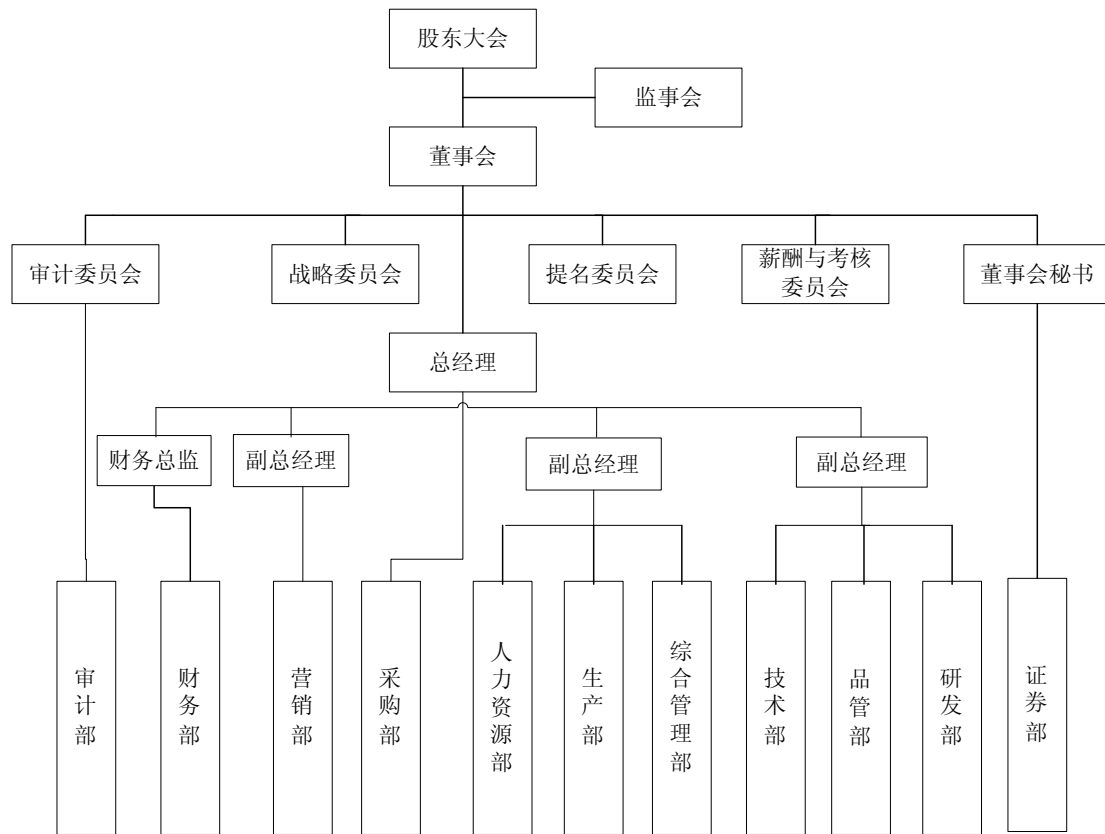 股东大会
监事会
董事会
审计委员会
战略委员会
提名委员会
薪酬与考核
委员会
董事会秘书
总经理
财务总监
副总经理
副总经理
副总经理
审计部
财务部
营销部
采购部
人力资源部
生产部
综合管理部
技术部
品管部
研发部
证券部